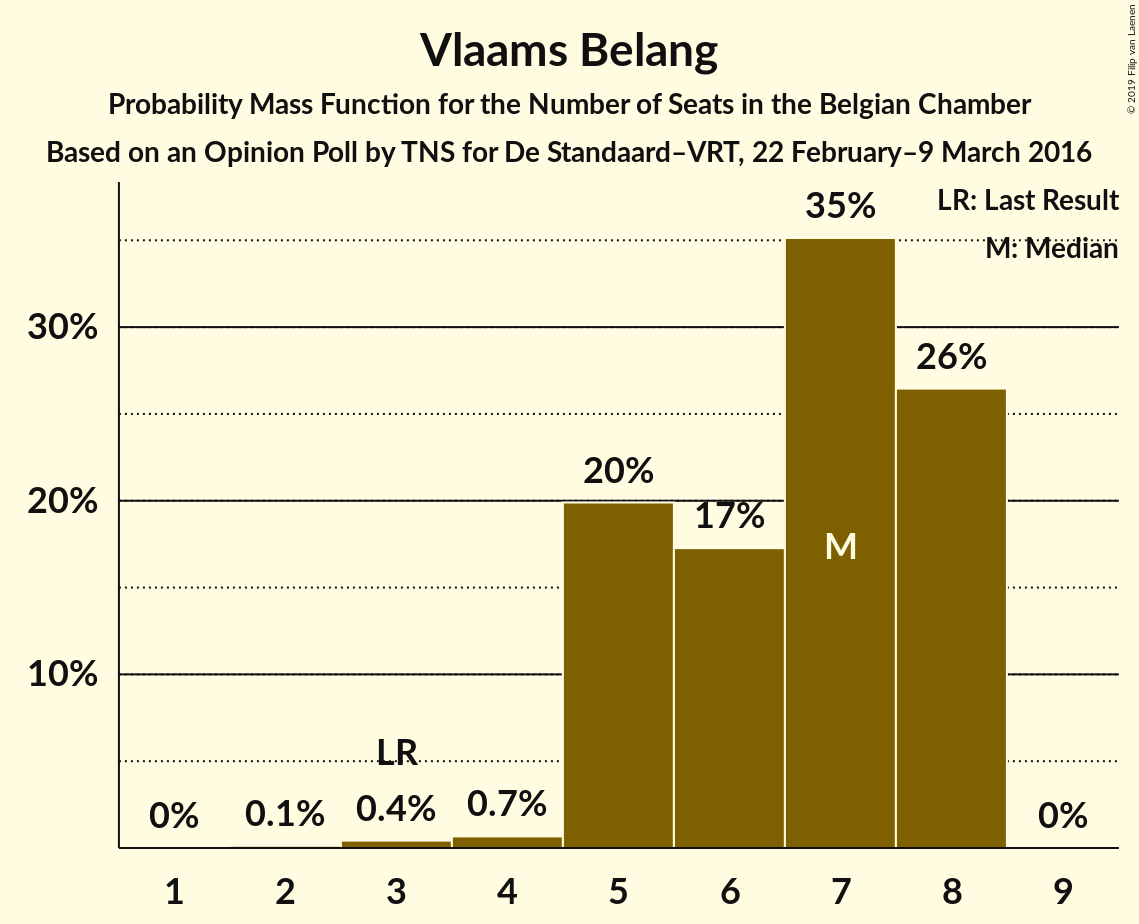 Vlaams Belang
Probability Mass Function for the Number of Seats in the Belgian Chamber
Based on an Opinion Poll by TNS for De Standaard–VRT, 22 February–9 March 2016
© 2019 Filip van Laenen
LR: Last Result
M: Median
35%
30%
26%
20%
20%
17%
M
10%
LR
0%
0.1%
0.4%
0.7%
0%
1 2 3 4 5 6 7 8 9